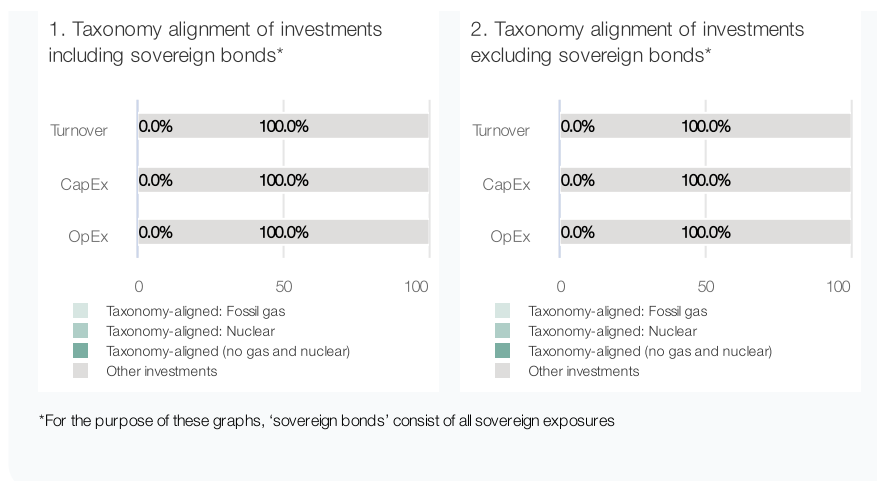 1. Taxonomy alignment of investments
including sovereign bonds*
Turnover 0.0% 100.0%
CapEx 0.0% 100.0%
OpEx 0.0% 100.0%
0 50 100
Taxonomy-aligned: Fossil gas
Taxonomy-aligned: Nuclear
Taxonomy-aligned (no gas and nuclear)
Other investments
2. Taxonomy alignment of investments
excluding sovereign bonds*
Turnover 0.0% 100.0%
CapEx 0.0% 100.0%
OpEx 0.0% 100.0%
0 50 100
Taxonomy-aligned: Fossil gas
Taxonomy-aligned: Nuclear
Taxonomy-aligned (no gas and nuclear)
Other investments
*For the purpose of these graphs, ‘sovereign bonds’ consist of all sovereign exposures